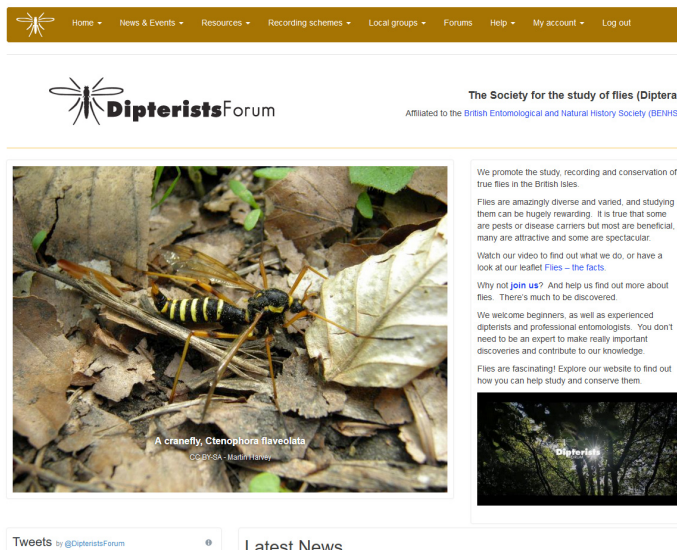 Home News & Events Resources Recording schemes Local groups Forums Help My account Log out
DipteristsForum
The Society for the study of flies (Diptera
Affiliated to the British Entomological and Natural History Society (BENHS
A cranefly, Ctenophora flaveolata
CC BY-SA - Martin Harvey
We promote the study, recording and conservation of
true flies in the British Isles.
Flies are amazingly diverse and varied, and studying
them can be hugely rewarding. It is true that some
are pests or disease carriers but most are beneficial,
many are attractive and some are spectacular.
Watch our video to find out what we do, or have a
look at our leaflet Flies – the facts.
Why not join us? And help us find out more about
flies. There's much to be discovered.
We welcome beginners, as well as experienced
dipterists and professional entomologists. You don't
need to be an expert to make really important
discoveries and contribute to our knowledge.
Flies are fascinating! Explore our website to find out
how you can help study and conserve them.
Dipterists
Tweets by @DipteristsForum
Latest News